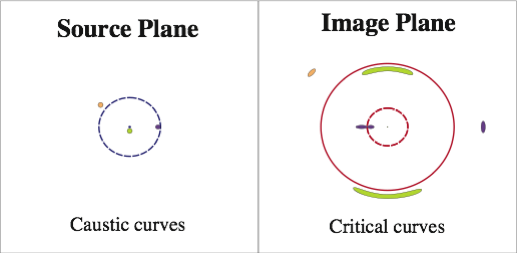 Source Plane
Caustic curves
Image Plane
Critical curves